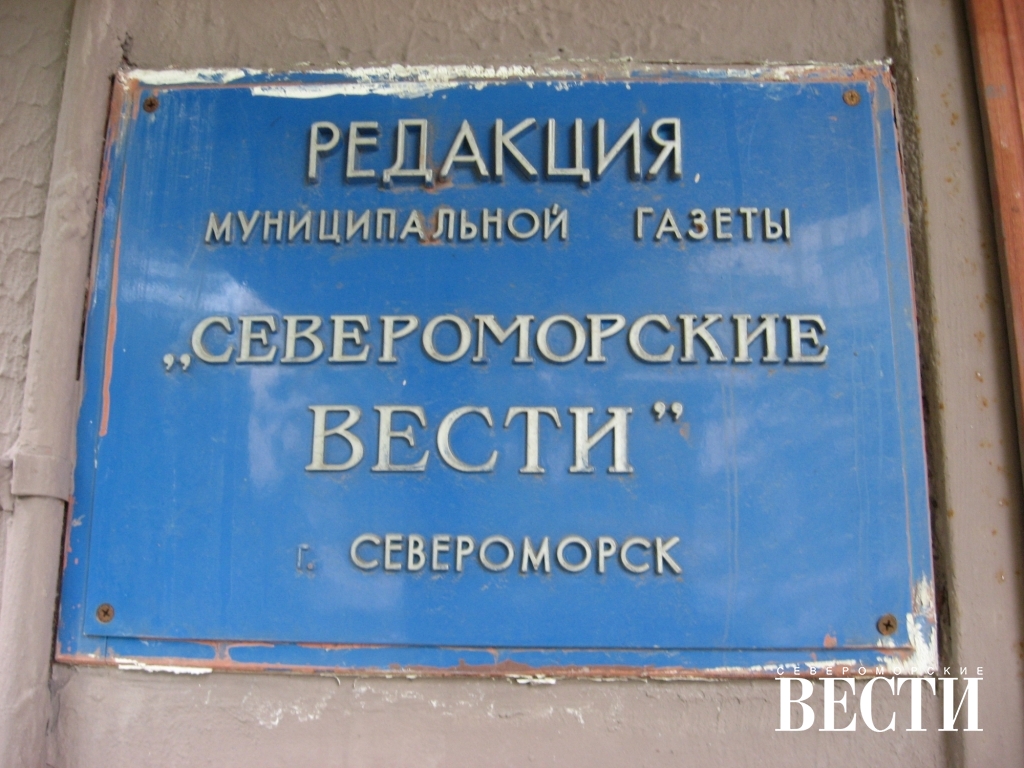 РЕДАКЦИЯ
МУНИЦИПАЛЬНОЙ ГАЗЕТЫ
„СЕВЕРОМОРСКИЕ
ВЕСТИ”
г. СЕВЕРОМОРСК
СЕВЕРОМОРСКИЕ
ВЕСТИ